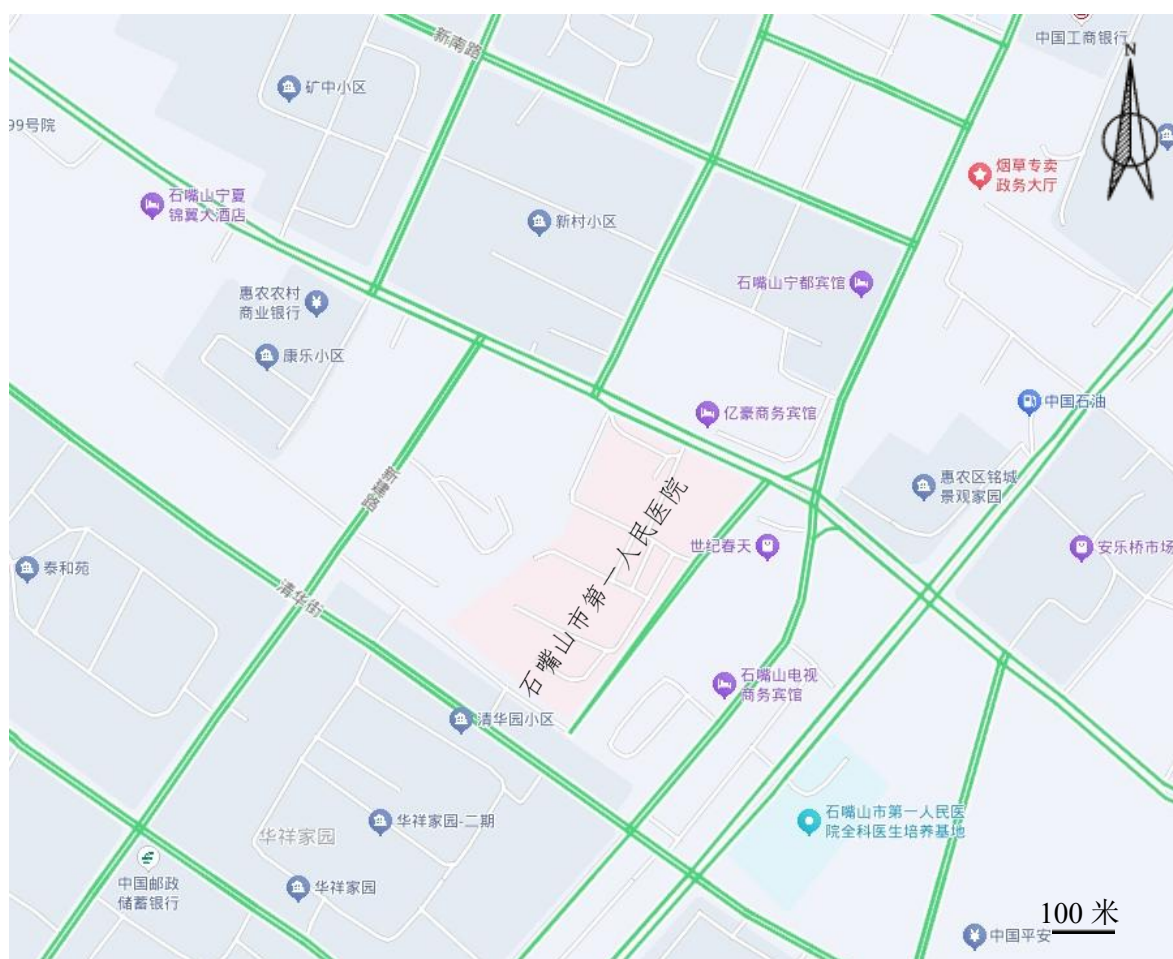 新南路
中国工商银行
N
矿中小区
99号院
烟草专卖
政务大厅
石嘴山宁夏
锦翼大酒店
新村小区
石嘴山宁都宾馆
惠农农村
商业银行
康乐小区
中国石油
亿豪商务宾馆
新建路
惠农区铭城
景观家园
石嘴山市第一人民医院
世纪春天
安乐桥市场
泰和苑
清华街
石嘴山电视
商务宾馆
清华园小区
石嘴山市第一人民医
院全科医生培养基地
华祥家园-二期
华祥家园
中国邮政
储蓄银行
华祥家园
100 米
中国平安